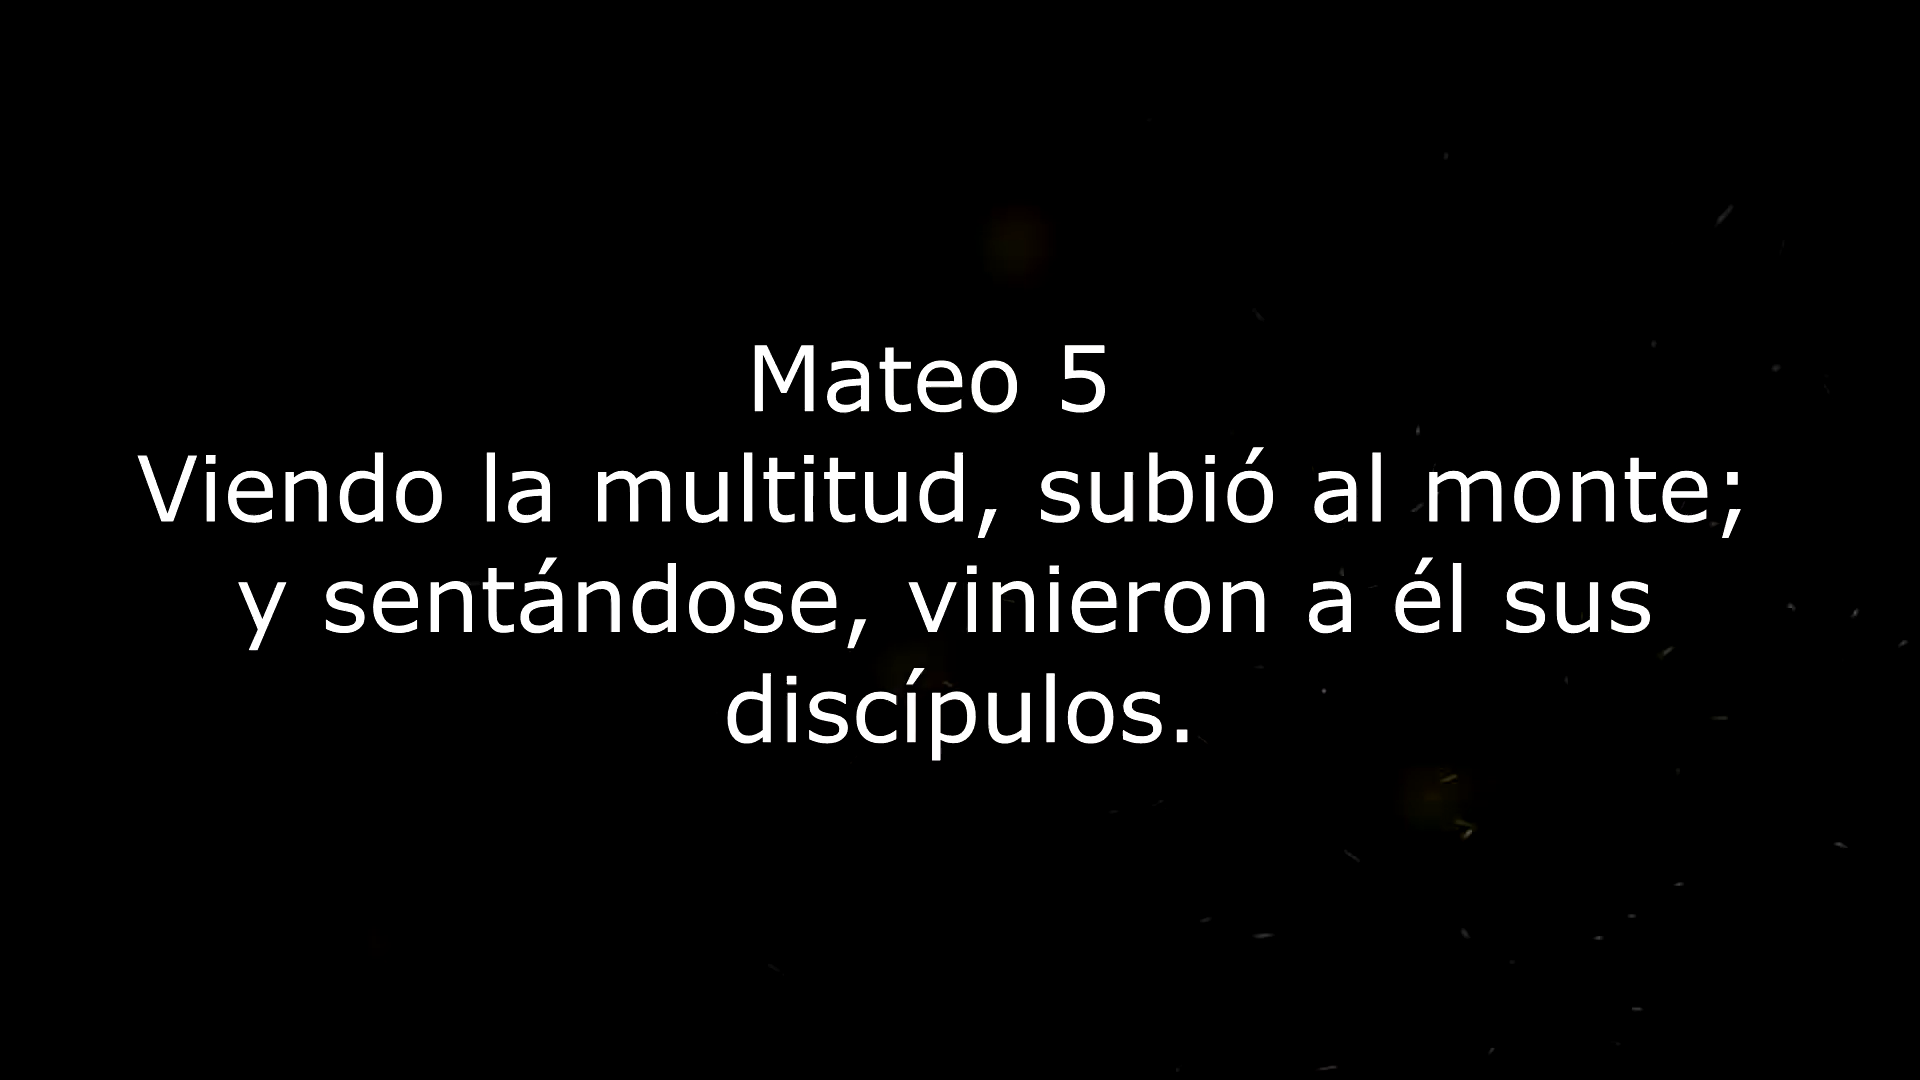 Mateo 5
Viendo la multitud, subió al monte;
y sentándose, vinieron a él sus
discípulos.